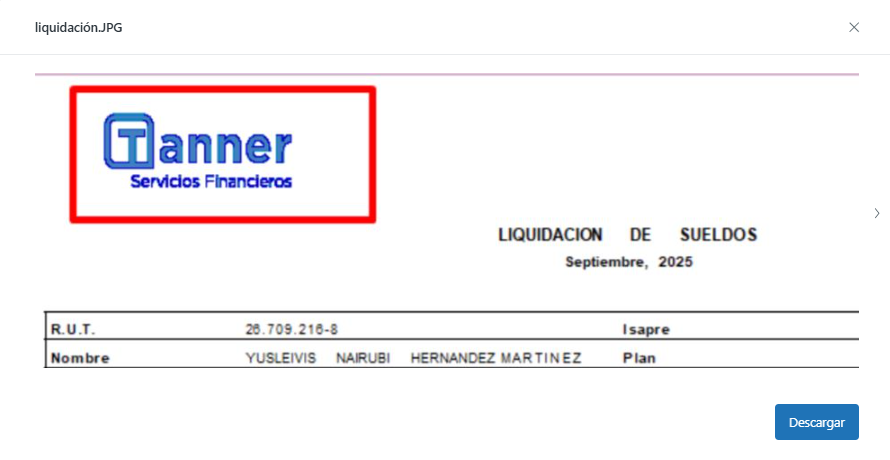 liquidación.JPG
Tanner
Servicios Financieros
LIQUIDACION DE SUELDOS
Septiembre, 2025
R.U.T. 26.709.216-8 Isapre
Nombre YUSLEIVIS NAIRUBI HERNANDEZ MARTINEZ Plan
Descargar